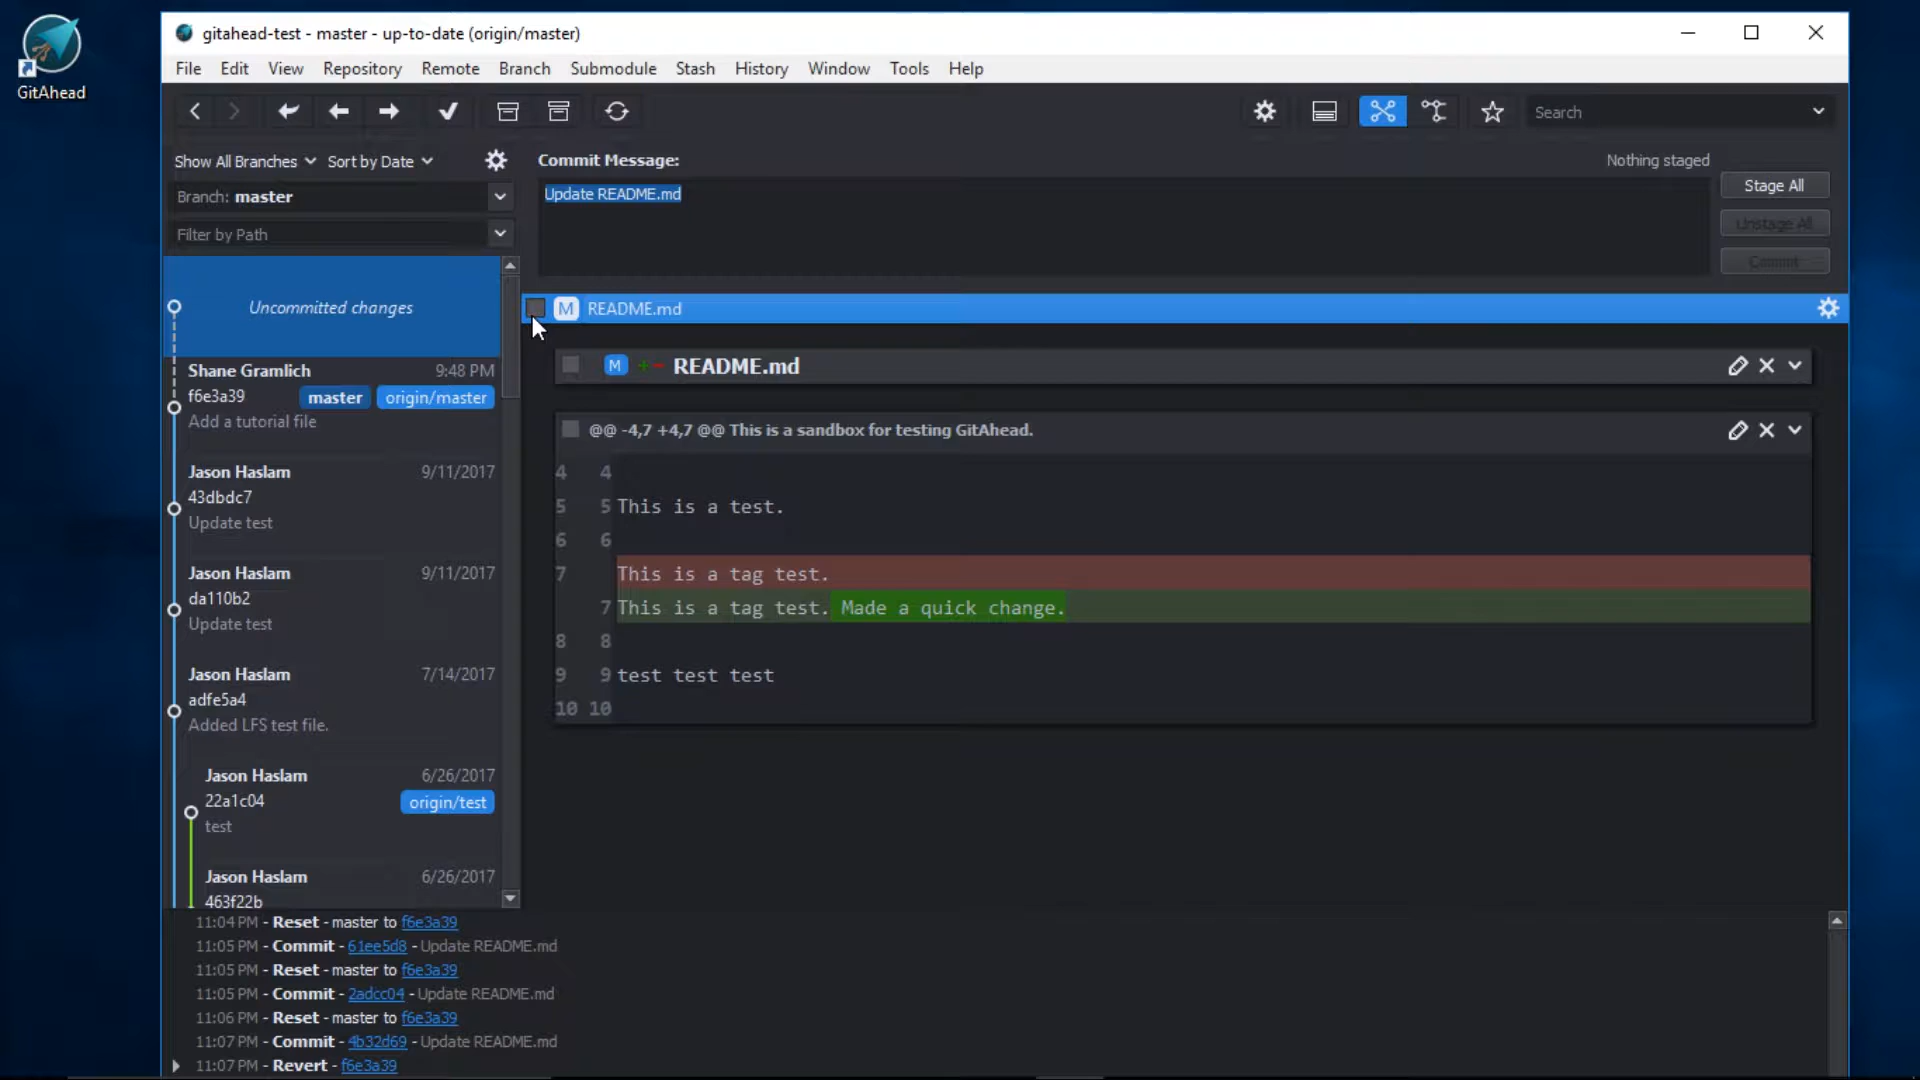 GitAhead
gitahead-test - master - up-to-date (origin/master)
File Edit View Repository Remote Branch Submodule Stash History Window Tools Help
Search
Show All Branches Sort by Date
Branch: master
Filter by Path
Commit Message:
Nothing staged
Update README.md
Stage All
Unstage All
Commit
Uncommitted changes
Shane Gramlich 9:48 PM
f6e3a39 master origin/master
Add a tutorial file
Jason Haslam 9/11/2017
43dbdc7
Update test
Jason Haslam 9/11/2017
da110b2
Update test
Jason Haslam 7/14/2017
adfe5a4
Added LFS test file.
Jason Haslam 6/26/2017
22a1c04 origin/test
test
Jason Haslam 6/26/2017
463f22b
M README.md
M +- README.md
@@ -4,7 +4,7 @@ This is a sandbox for testing GitAhead.
4 4
5 5 This is a test.
6 6
7 This is a tag test.
7 This is a tag test. Made a quick change.
8 8
9 9 test test test
10 10
11:04 PM - Reset - master to f6e3a39
11:05 PM - Commit - 61ee5d8 - Update README.md
11:05 PM - Reset - master to f6e3a39
11:05 PM - Commit - 2adcc04 - Update README.md
11:06 PM - Reset - master to f6e3a39
11:07 PM - Commit - 4b32d69 - Update README.md
11:07 PM - Revert - f6e3a39